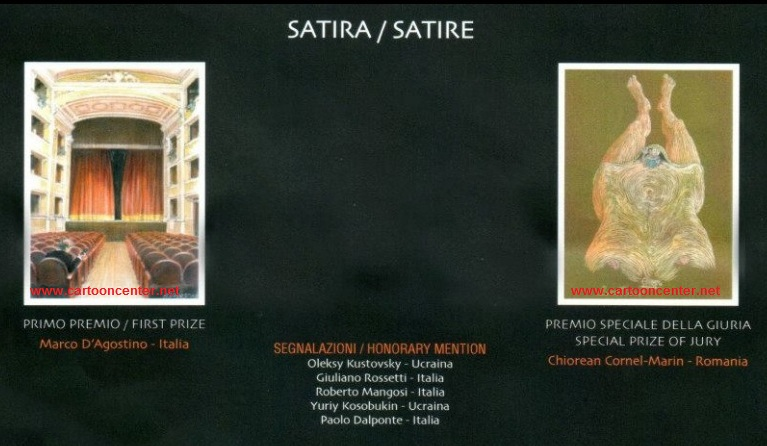 SATIRA / SATIRE
www.cartooncenter.net
PRIMO PREMIO / FIRST PRIZE
Marco D'Agostino - Italia
SEGNALAZIONI / HONORARY MENTION
Oleksy Kustovsky - Ucraina
Giuliano Rossetti - Italia
Roberto Mangosi - Italia
Yuriy Kosobukin - Ucraina
Paolo Dalponte - Italia
www.cartooncenter.net
PREMIO SPECIALE DELLA GIURIA
SPECIAL PRIZE OF JURY
Chiorean Cornel-Marin - Romania